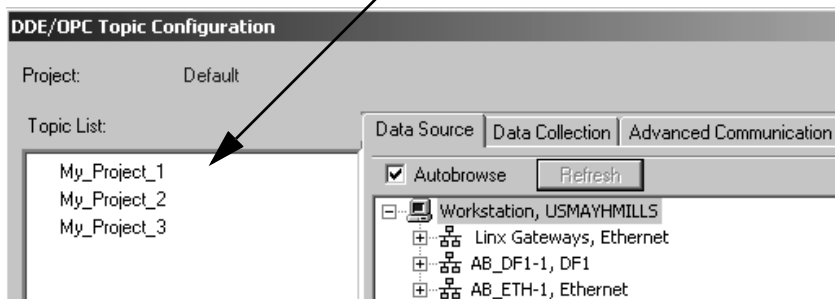 DDE/OPC Topic Configuration
Project: Default
Topic List:
My_Project_1
My_Project_2
My_Project_3
Data Source
Data Collection
Advanced Communication
Autobrowse
Refresh
Workstation, USMAYHMILLS
Linx Gateways, Ethernet
AB_DF1-1, DF1
AB_ETH-1, Ethernet